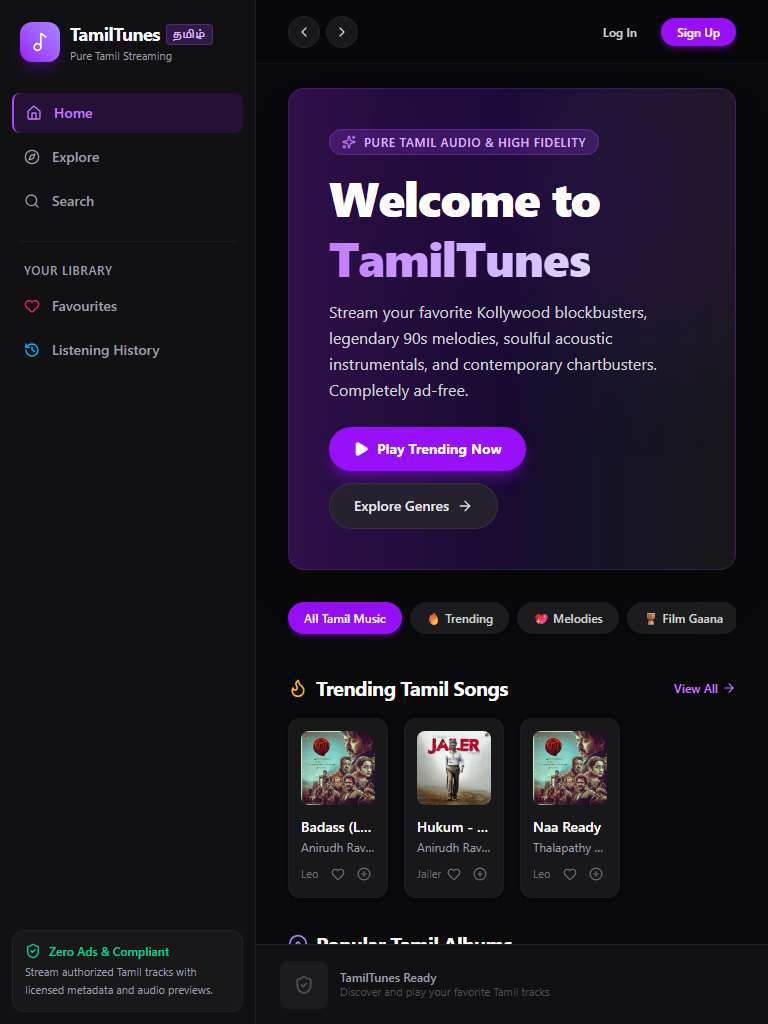 TamilTunes தமிழ்
Pure Tamil Streaming
Home
Explore
Search
YOUR LIBRARY
Favourites
Listening History
Zero Ads & Compliant
Stream authorized Tamil tracks with
licensed metadata and audio previews.
Log In
Sign Up
PURE TAMIL AUDIO & HIGH FIDELITY
Welcome to
TamilTunes
Stream your favorite Kollywood blockbusters,
legendary 90s melodies, soulful acoustic
instrumentals, and contemporary chartbusters.
Completely ad-free.
Play Trending Now
Explore Genres
All Tamil Music
Trending
Melodies
Film Gaana
Trending Tamil Songs
View All
JAILER
Badass (L...
Anirudh Rav...
Leo
Hukum - ...
Anirudh Rav...
Jailer
Naa Ready
Thalapathy ...
Leo
Popular Tamil Albums
TamilTunes Ready
Discover and play your favorite Tamil tracks